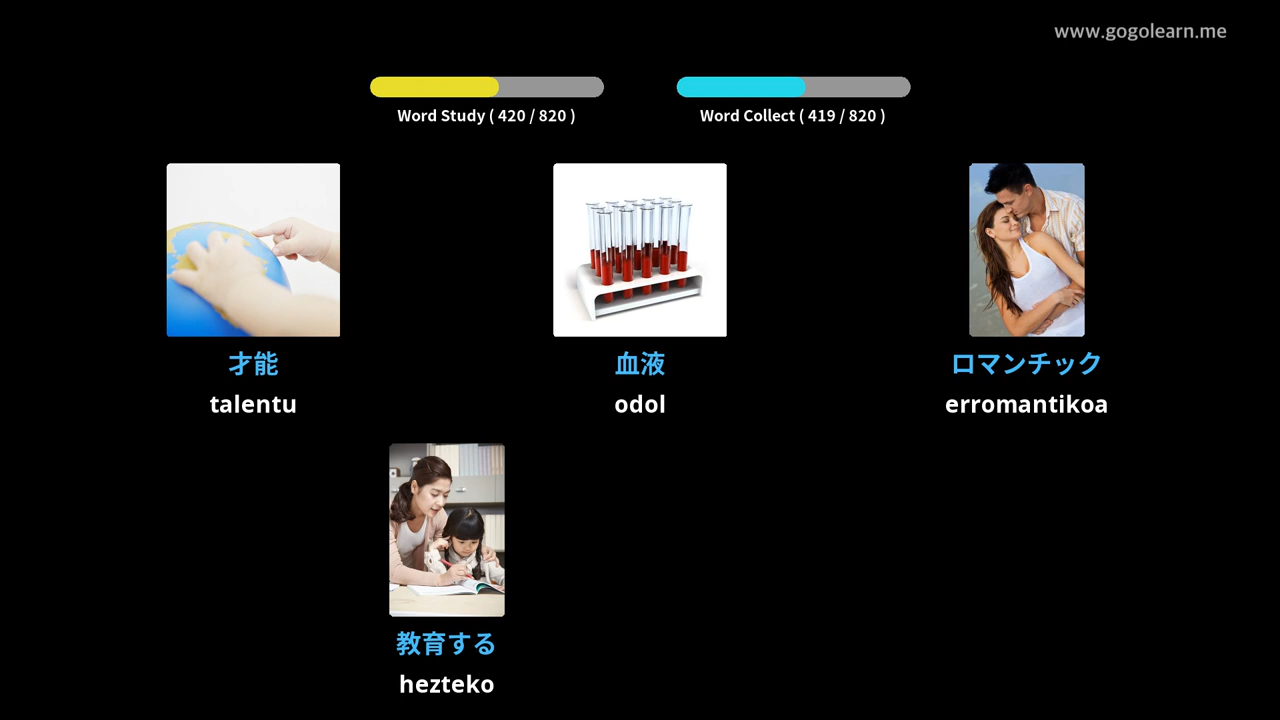 www.gogolearn.me
Word Study ( 420 / 820 )
Word Collect ( 419 / 820 )
才能
talentu
血液
odol
ロマンチック
erromantikoa
教育する
hezteko